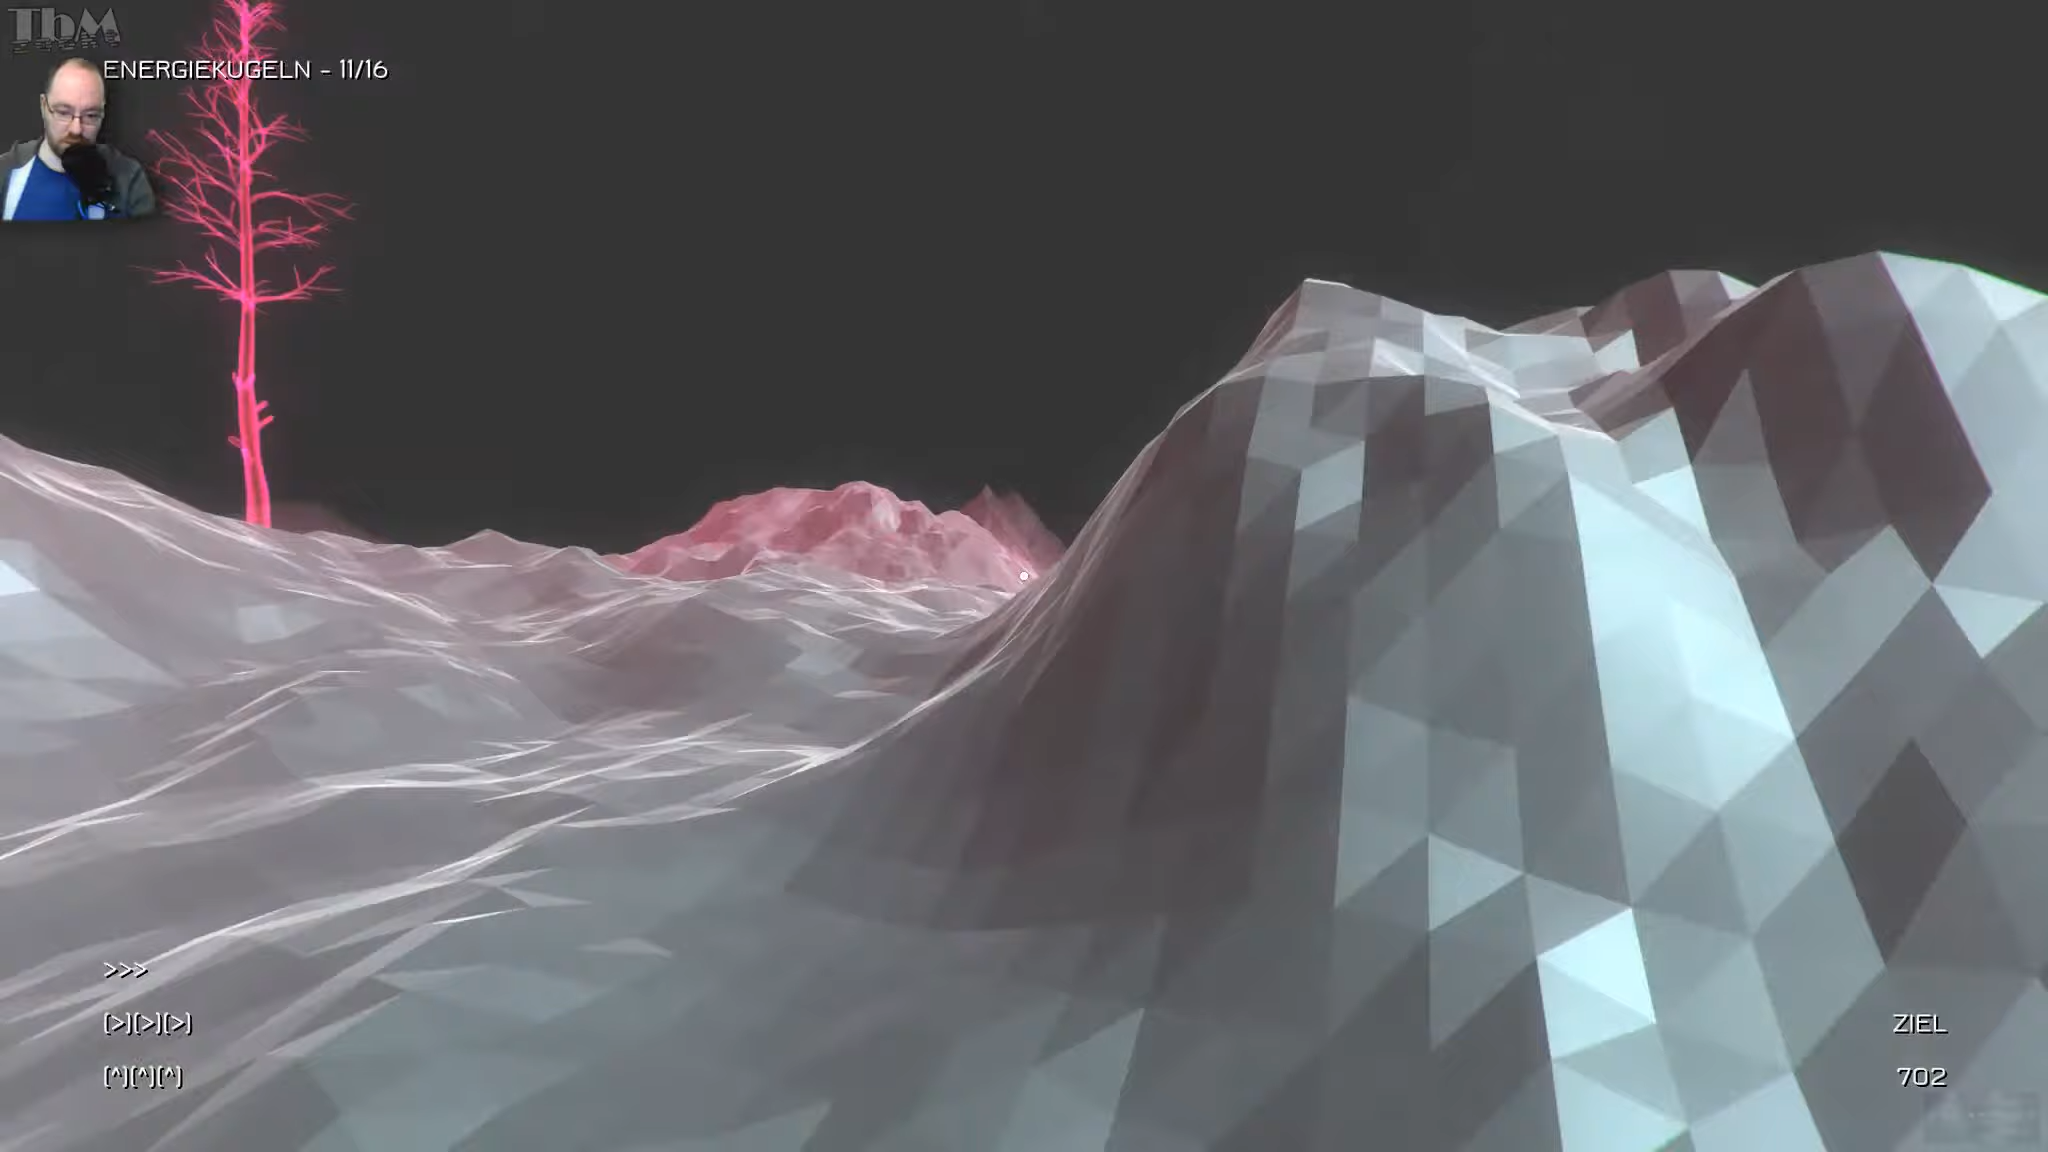 TbM
ENERGIEKUGELN - 11/16
>>>
(>)(>)(>)
(^)(^)(^)
ZIEL
702